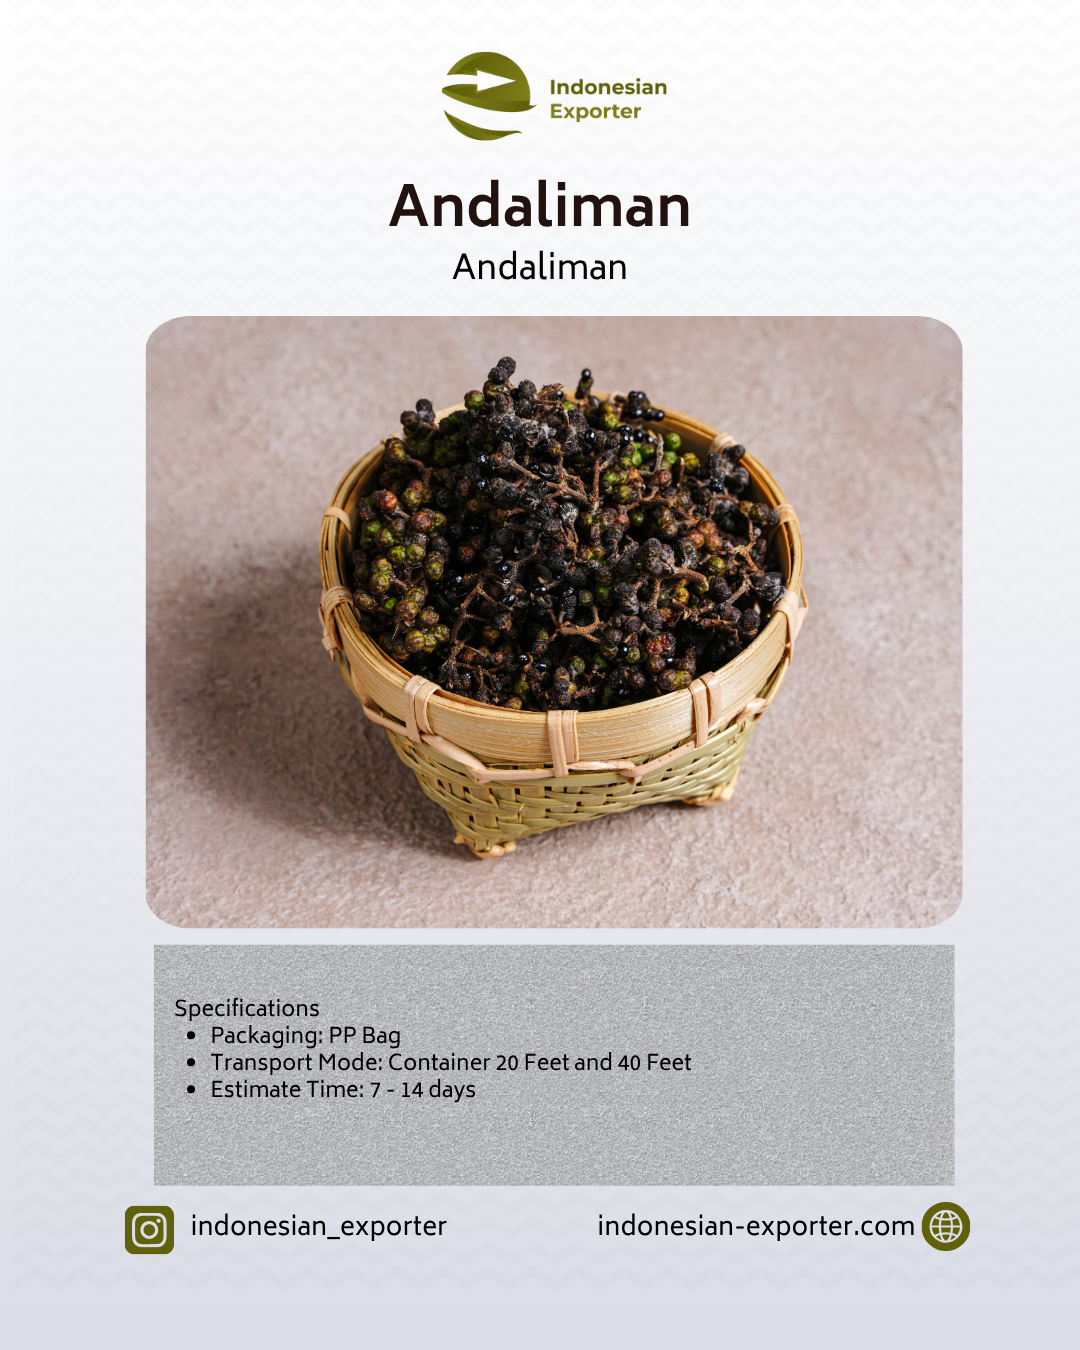 Indonesian
Exporter
Andaliman
Andaliman
Specifications
• Packaging: PP Bag
• Transport Mode: Container 20 Feet and 40 Feet
• Estimate Time: 7 - 14 days
indonesian_exporter
indonesian-exporter.com